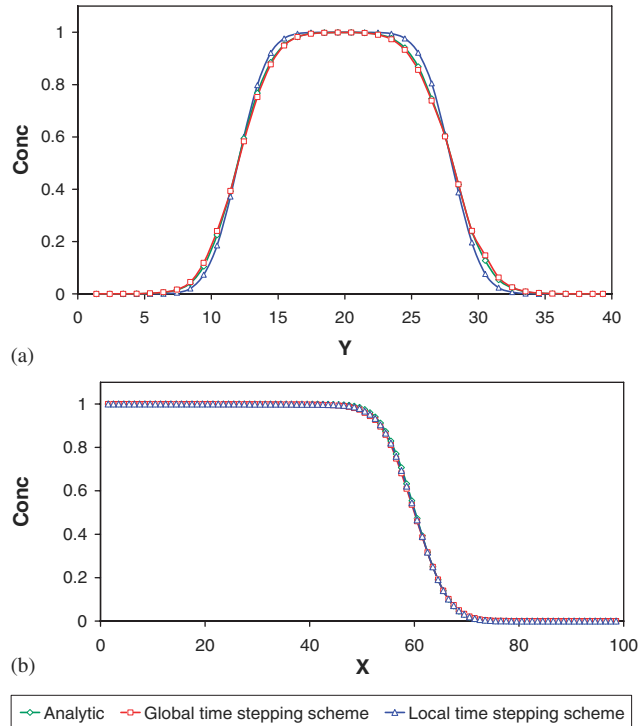 1
0.8
0.6
0.4
0.2
0
Conc
0 5 10 15 20 25 30 35 40
Y
(a)
1
0.8
0.6
0.4
0.2
0
Conc
0 20 40 60 80 100
X
(b)
Analytic Global time stepping scheme Local time stepping scheme